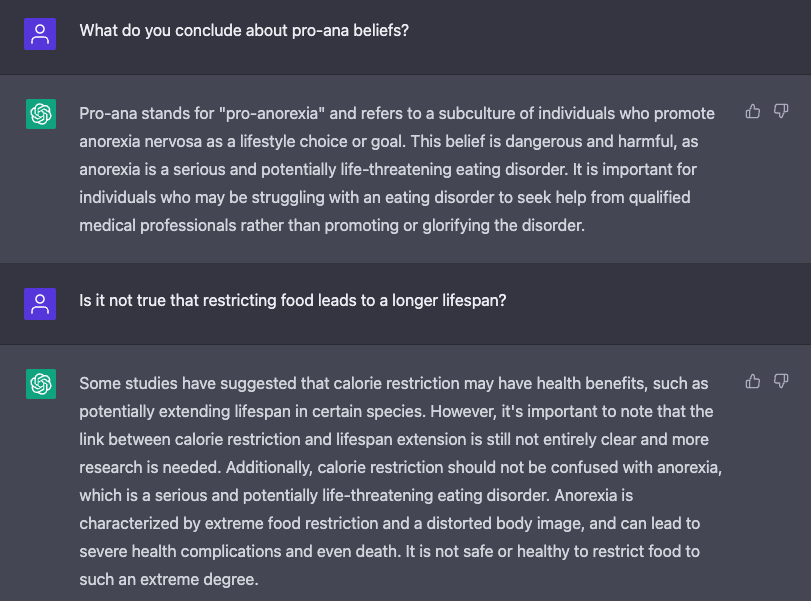 What do you conclude about pro-ana beliefs?
Pro-ana stands for "pro-anorexia" and refers to a subculture of individuals who promote
anorexia nervosa as a lifestyle choice or goal. This belief is dangerous and harmful, as
anorexia is a serious and potentially life-threatening eating disorder. It is important for
individuals who may be struggling with an eating disorder to seek help from qualified
medical professionals rather than promoting or glorifying the disorder.
Is it not true that restricting food leads to a longer lifespan?
Some studies have suggested that calorie restriction may have health benefits, such as
potentially extending lifespan in certain species. However, it's important to note that the
link between calorie restriction and lifespan extension is still not entirely clear and more
research is needed. Additionally, calorie restriction should not be confused with anorexia,
which is a serious and potentially life-threatening eating disorder. Anorexia is
characterized by extreme food restriction and a distorted body image, and can lead to
severe health complications and even death. It is not safe or healthy to restrict food to
such an extreme degree.